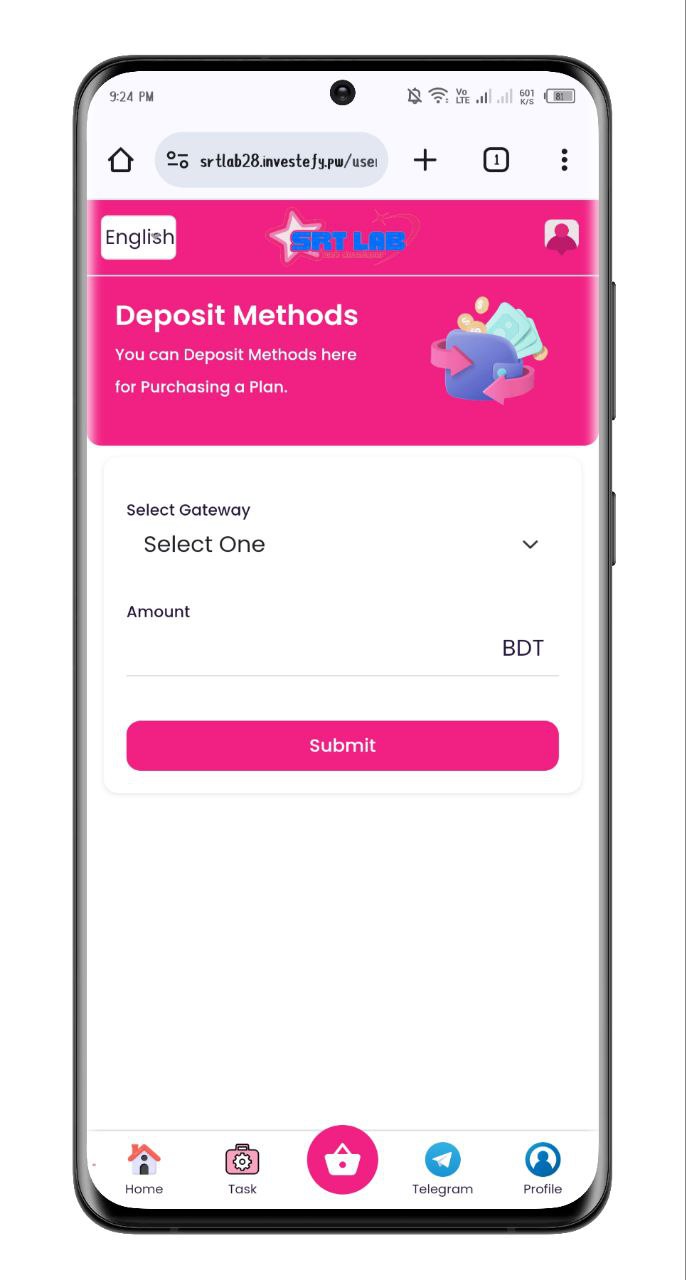 9:24 PM
Vo
LTE
601
K/S
81
1
srtlab28.investefy.pw/user
English
SRT LAB
Deposit Methods
You can Deposit Methods here
for Purchasing a Plan.
Select Gateway
Select One
Amount
BDT
Submit
Home
Task
Telegram
Profile